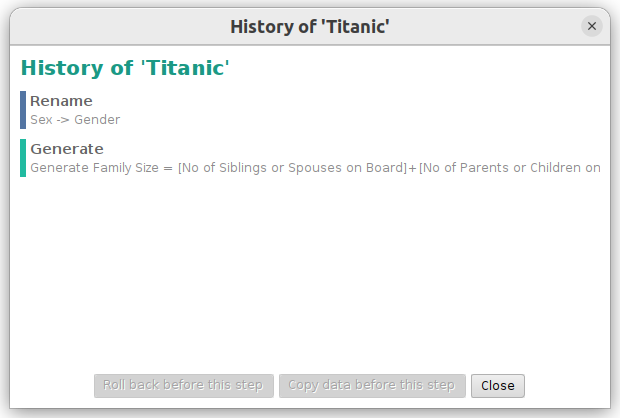 History of 'Titanic'
History of 'Titanic'
Rename
Sex -> Gender
Generate
Generate Family Size = [No of Siblings or Spouses on Board]+[No of Parents or Children on
Roll back before this step Copy data before this step Close